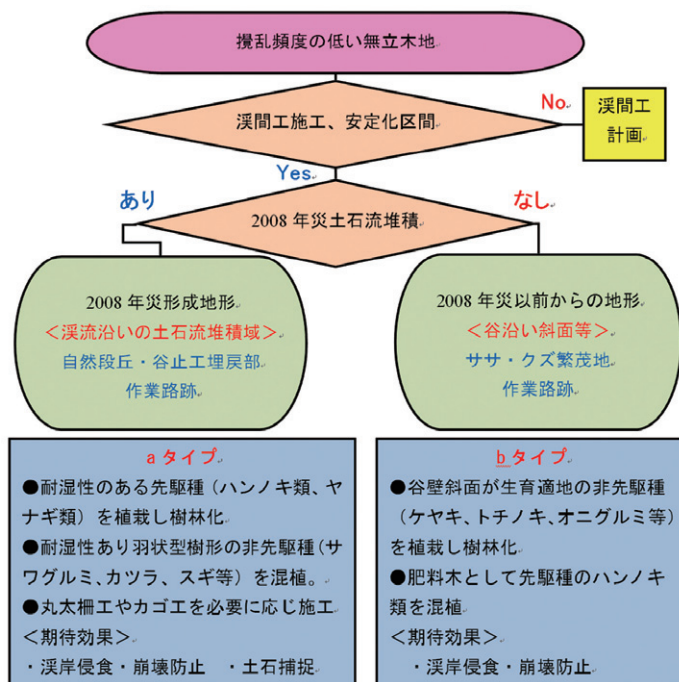 攪乱頻度の低い無立木地
渓間工施工、安定化区間
No
渓間工
計画
Yes
あり
なし
2008 年災土石流堆積
2008 年災形成地形
<渓流沿いの土石流堆積域>
自然段丘・谷止工埋戻部
作業路跡
2008 年災以前からの地形
<谷沿い斜面等>
ササ・クズ繁茂地
作業路跡
a タイプ
●耐湿性のある先駆種（ハンノキ類、ヤ
ナギ類）を植栽し樹林化
●耐湿性あり羽状型樹形の非先駆種(サ
ワグルミ、カツラ、スギ等）を混植。
●丸太柵工やカゴ工を必要に応じ施工
<期待効果>
・渓岸侵食・崩壊防止　・土石捕捉
b タイプ
●谷壁斜面が生育適地の非先駆種
（ケヤキ、トチノキ、オニグルミ等）
を植栽し樹林化
●肥料木として先駆種のハンノキ
類を混植
<期待効果>
・渓岸侵食・崩壊防止